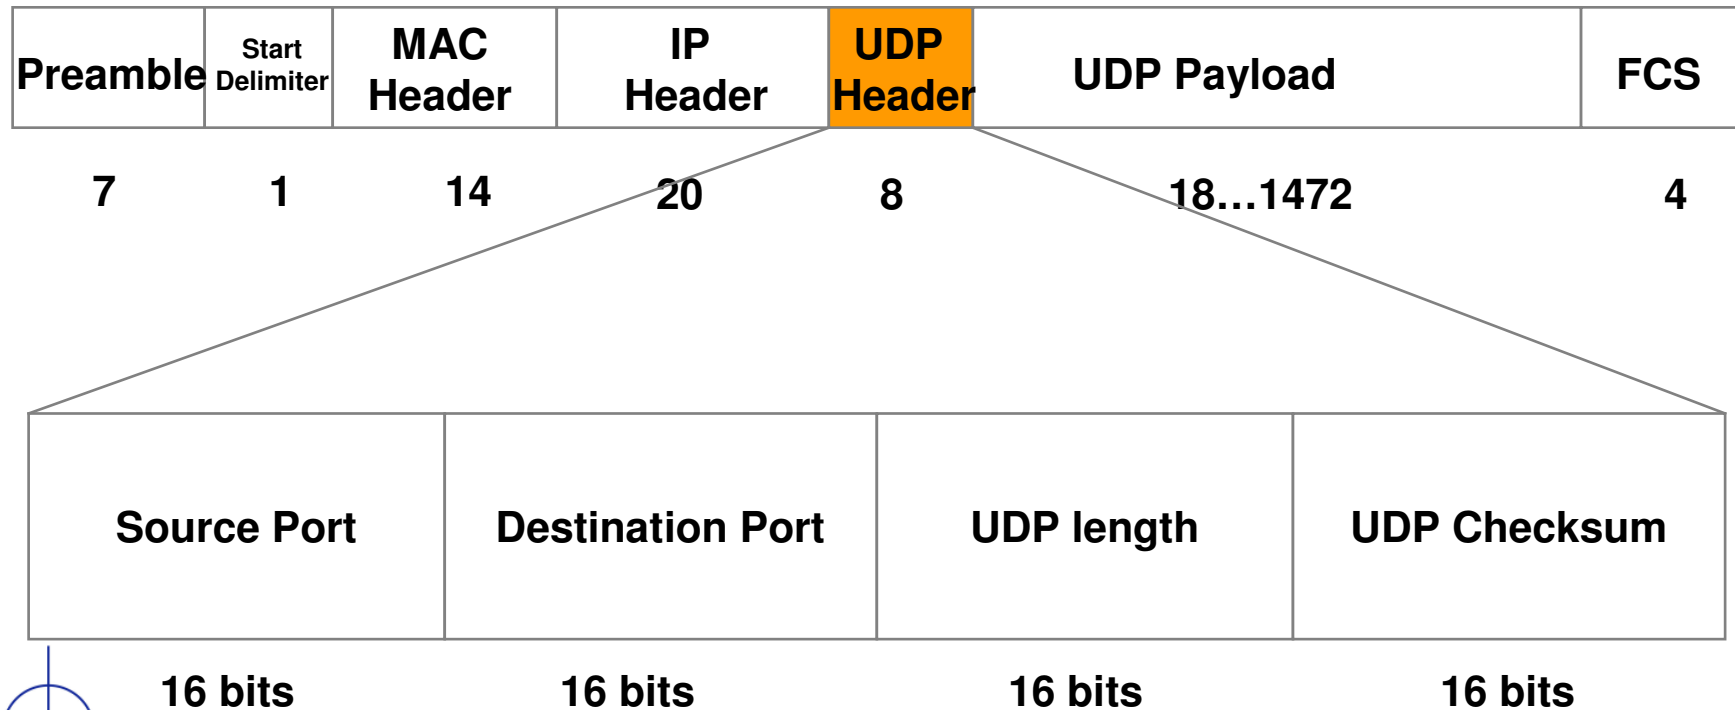 Preamble
Start
Delimiter
MAC
Header
IP
Header
UDP
Header
UDP Payload
FCS
7
1
14
20
8
18…1472
4
Source Port
Destination Port
UDP length
UDP Checksum
16 bits
16 bits
16 bits
16 bits